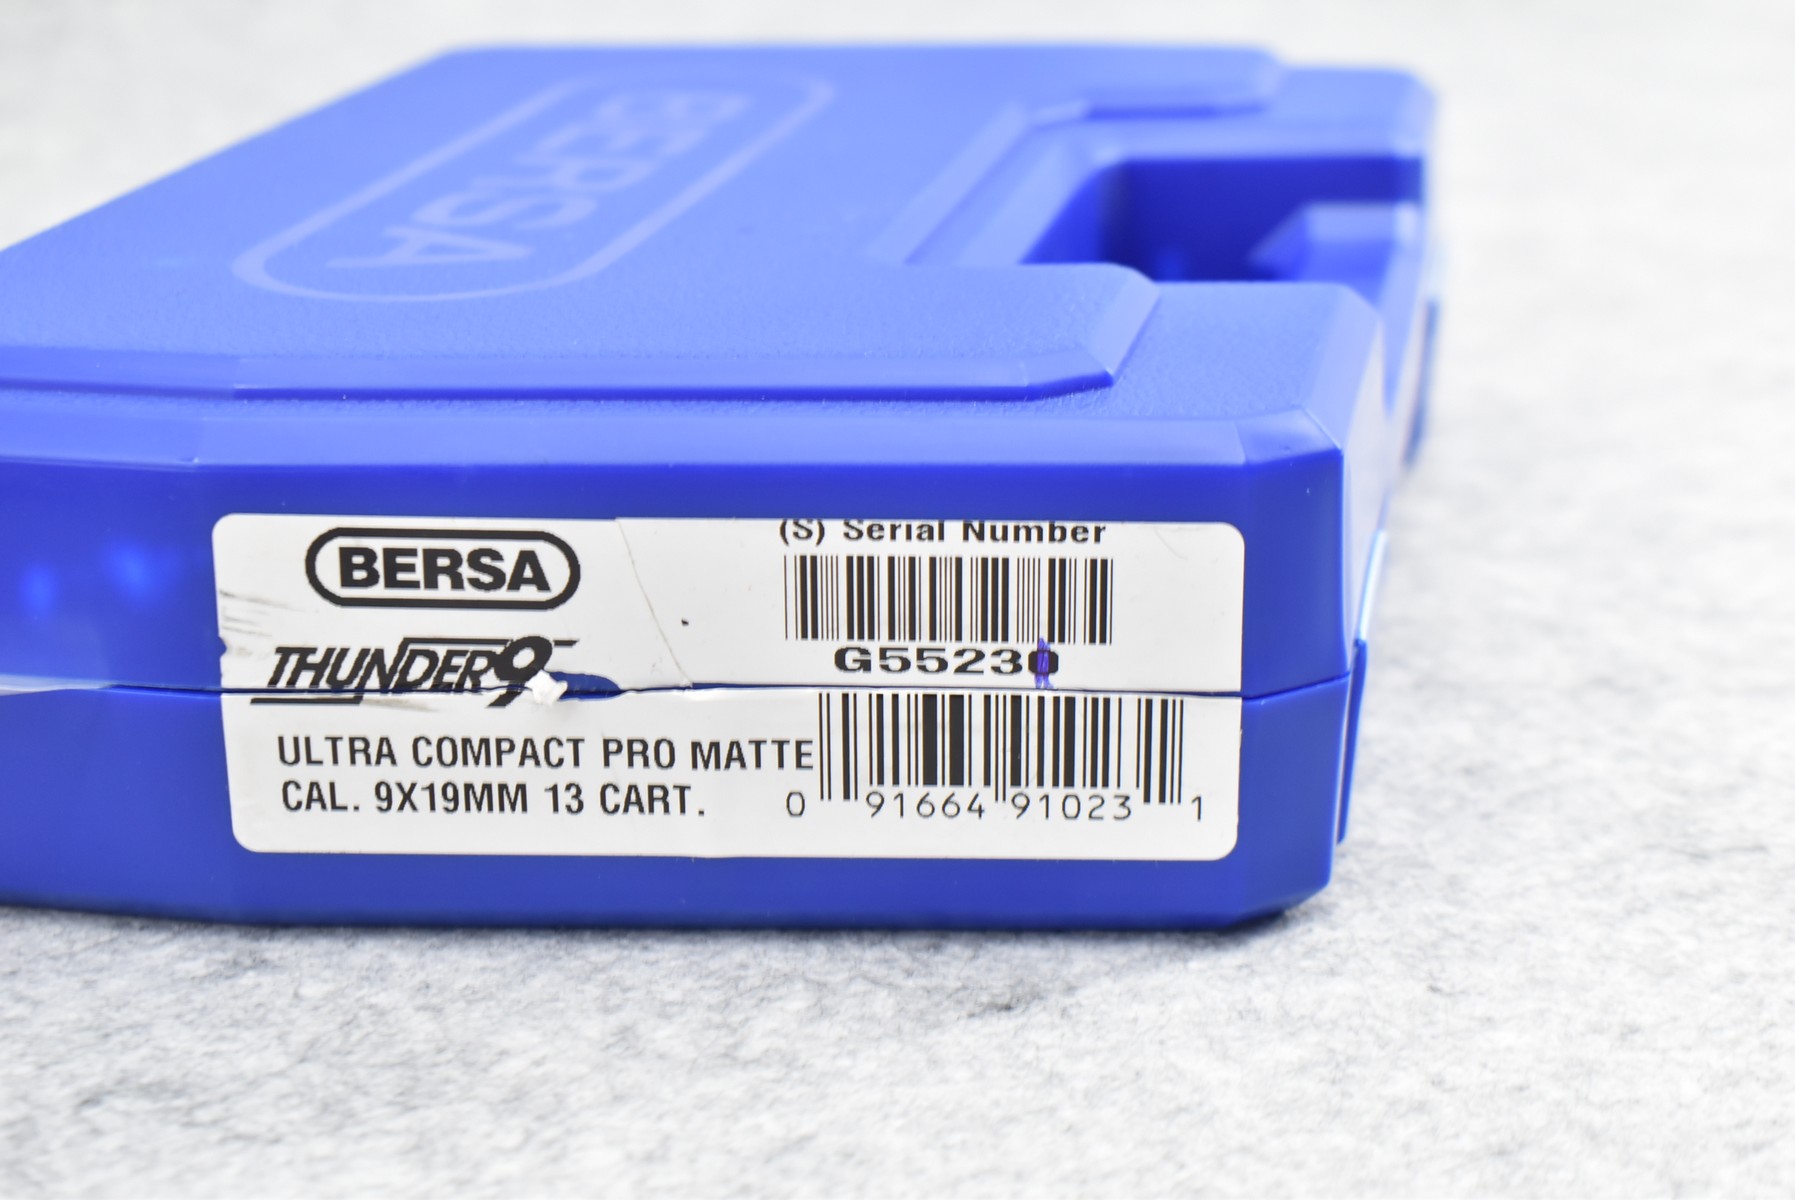 BERSA
BERSA
(S) Serial Number
THUNDER9
G55230
ULTRA COMPACT PRO MATTE
CAL. 9X19MM 13 CART.
0 91664 91023 1